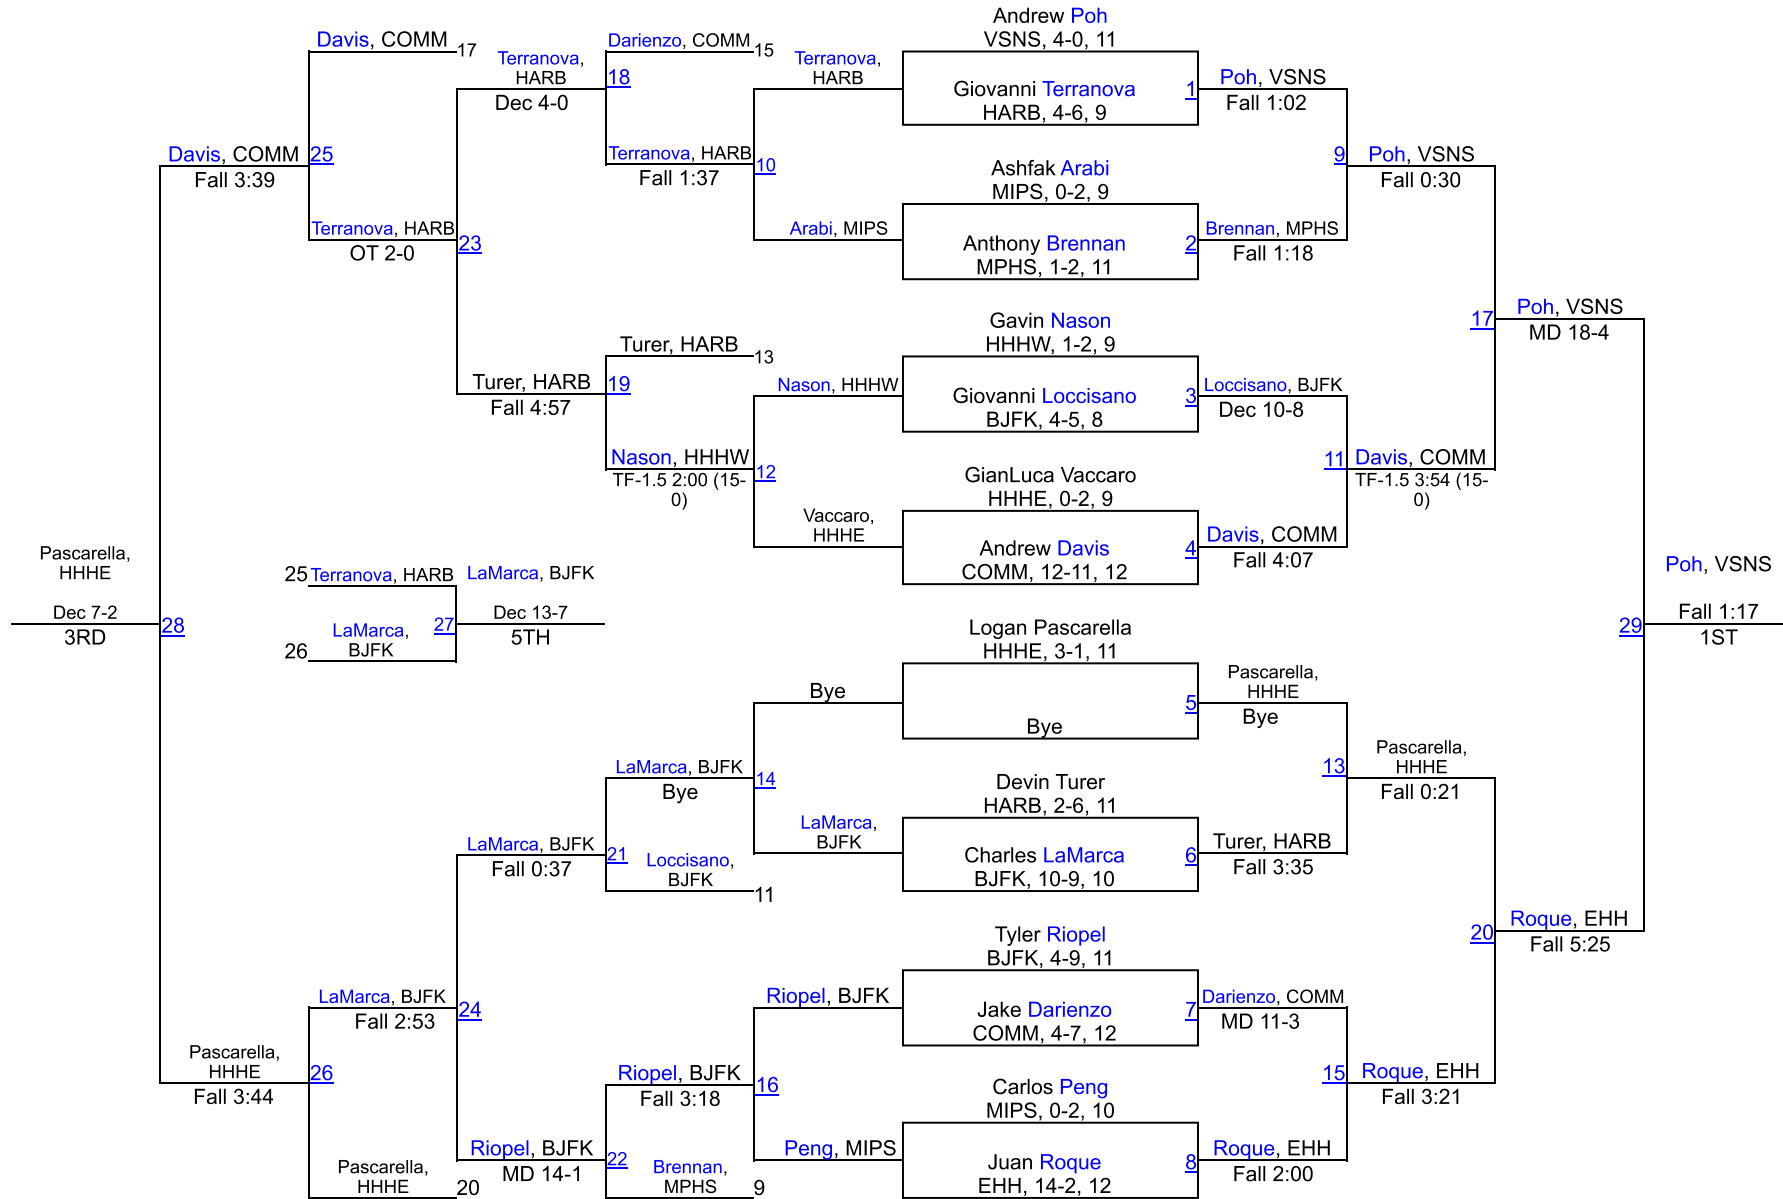 Andrew Poh
VSNS, 4-0, 11
Davis, COMM
17
Terranova,
HARB
Dec 4-0
Darienzo, COMM
15
18
Terranova,
HARB
Giovanni Terranova
HARB, 4-6, 9
1
Poh, VSNS
Fall 1:02
Davis, COMM
Fall 3:39
25
Terranova, HARB
Fall 1:37
10
Ashfak Arabi
MIPS, 0-2, 9
9
Poh, VSNS
Fall 0:30
Terranova, HARB
OT 2-0
23
Arabi, MIPS
Anthony Brennan
MPHS, 1-2, 11
2
Brennan, MPHS
Fall 1:18
Gavin Nason
HHHW, 1-2, 9
17
Poh, VSNS
MD 18-4
Turer, HARB
13
Turer, HARB
Fall 4:57
19
Nason, HHHW
Giovanni Loccisano
BJFK, 4-5, 8
3
Loccisano, BJFK
Dec 10-8
Nason, HHHW
TF-1.5 2:00 (15-
0)
12
GianLuca Vaccaro
HHHE, 0-2, 9
11
Davis, COMM
TF-1.5 3:54 (15-
0)
Vaccaro,
HHHE
Andrew Davis
COMM, 12-11, 12
4
Davis, COMM
Fall 4:07
Pascarella,
HHHE
Dec 7-2
3RD
28
25
Terranova, HARB
LaMarca,
BJFK
26
27
LaMarca, BJFK
Dec 13-7
5TH
Poh, VSNS
Fall 1:17
1ST
29
Logan Pascarella
HHHE, 3-1, 11
Bye
Bye
5
Pascarella,
HHHE
Bye
LaMarca, BJFK
Bye
14
Devin Turer
HARB, 2-6, 11
13
Pascarella,
HHHE
Fall 0:21
LaMarca, BJFK
Fall 0:37
21
Loccisano,
BJFK
11
LaMarca,
BJFK
Charles LaMarca
BJFK, 10-9, 10
6
Turer, HARB
Fall 3:35
Tyler Riopel
BJFK, 4-9, 11
20
Roque, EHH
Fall 5:25
LaMarca, BJFK
Fall 2:53
24
Riopel, BJFK
Jake Darienzo
COMM, 4-7, 12
7
Darienzo, COMM
MD 11-3
Pascarella,
HHHE
Fall 3:44
26
Riopel, BJFK
Fall 3:18
16
Carlos Peng
MIPS, 0-2, 10
15
Roque, EHH
Fall 3:21
Pascarella,
HHHE
20
Riopel, BJFK
MD 14-1
22
Brennan,
MPHS
9
Peng, MIPS
Juan Roque
EHH, 14-2, 12
8
Roque, EHH
Fall 2:00